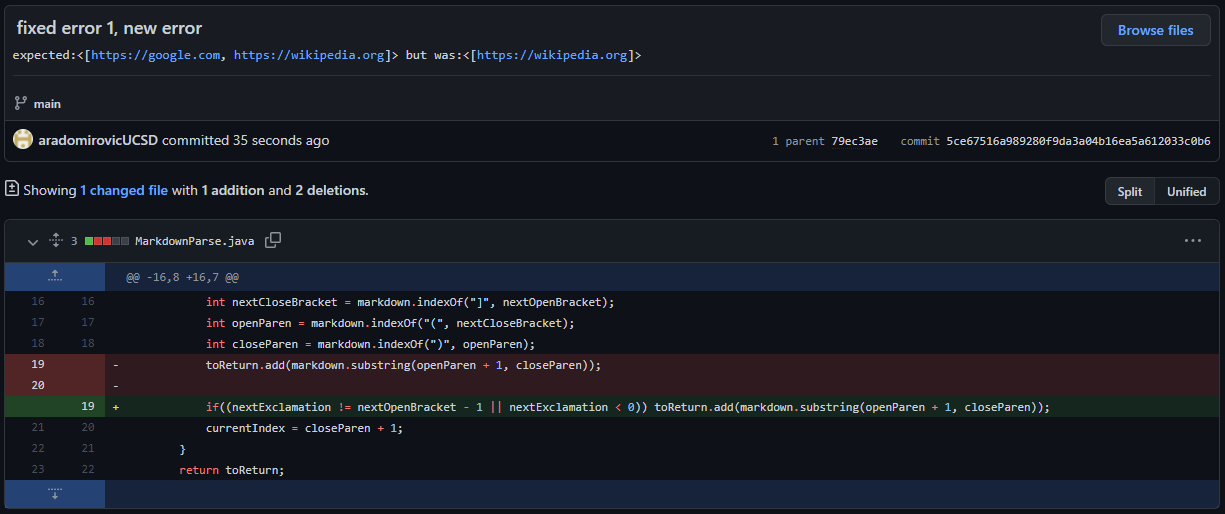 fixed error 1, new error
Browse files
expected:<[https://google.com, https://wikipedia.org]> but was:<[https://wikipedia.org]>
main
aradomirovicUCSD committed 35 seconds ago
1 parent 79ec3ae commit 5ce67516a989280f9da3a04b16ea5a612033c0b6
Showing 1 changed file with 1 addition and 2 deletions.
Split Unified
3 MarkdownParse.java
@@ -16,8 +16,7 @@
16 16 int nextCloseBracket = markdown.indexOf("]", nextOpenBracket);
17 17 int openParen = markdown.indexOf("(", nextCloseBracket);
18 18 int closeParen = markdown.indexOf(")", openParen);
19 - toReturn.add(markdown.substring(openParen + 1, closeParen));
20 -
19 + if((nextExclamation != nextOpenBracket - 1 || nextExclamation < 0)) toReturn.add(markdown.substring(openParen + 1, closeParen));
21 20 currentIndex = closeParen + 1;
22 21 }
23 22 return toReturn;